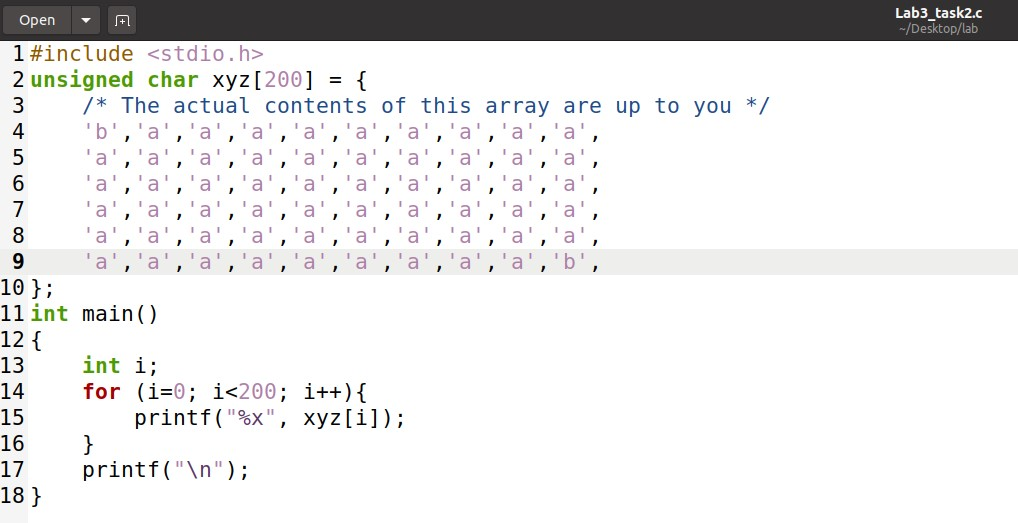 Open
Lab3_task2.c
~/Desktop/lab
1 #include <stdio.h>
2 unsigned char xyz[200] = {
3     /* The actual contents of this array are up to you */
4     'b','a','a','a','a','a','a','a','a','a',
5     'a','a','a','a','a','a','a','a','a','a',
6     'a','a','a','a','a','a','a','a','a','a',
7     'a','a','a','a','a','a','a','a','a','a',
8     'a','a','a','a','a','a','a','a','a','a',
9     'a','a','a','a','a','a','a','a','a','b',
10 };
11 int main()
12 {
13     int i;
14     for (i=0; i<200; i++){
15         printf("%x", xyz[i]);
16     }
17     printf("\n");
18 }